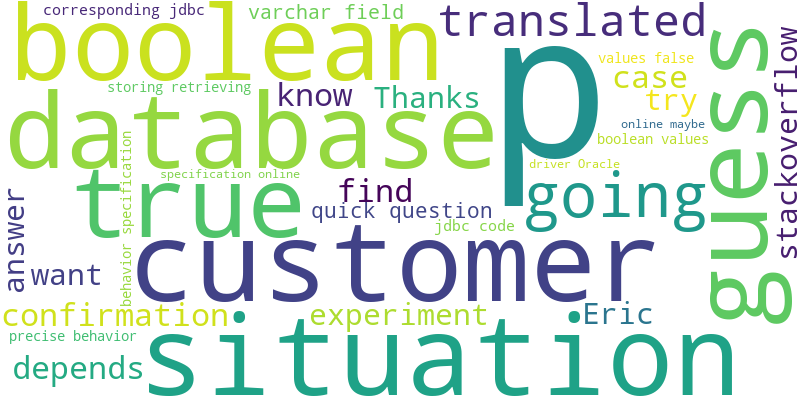 corresponding jdbc
varchar field
translated
boolean
p
guess
stackoverflow
values false
case
storing retrieving
know
Thanks
try
database
online maybe
boolean values
behavior specification
specification online
driver Oracle
true
find
going
quick question
answer
jdbc code
customer
want
confirmation
experiment
Eric
situation
precise behavior
depends